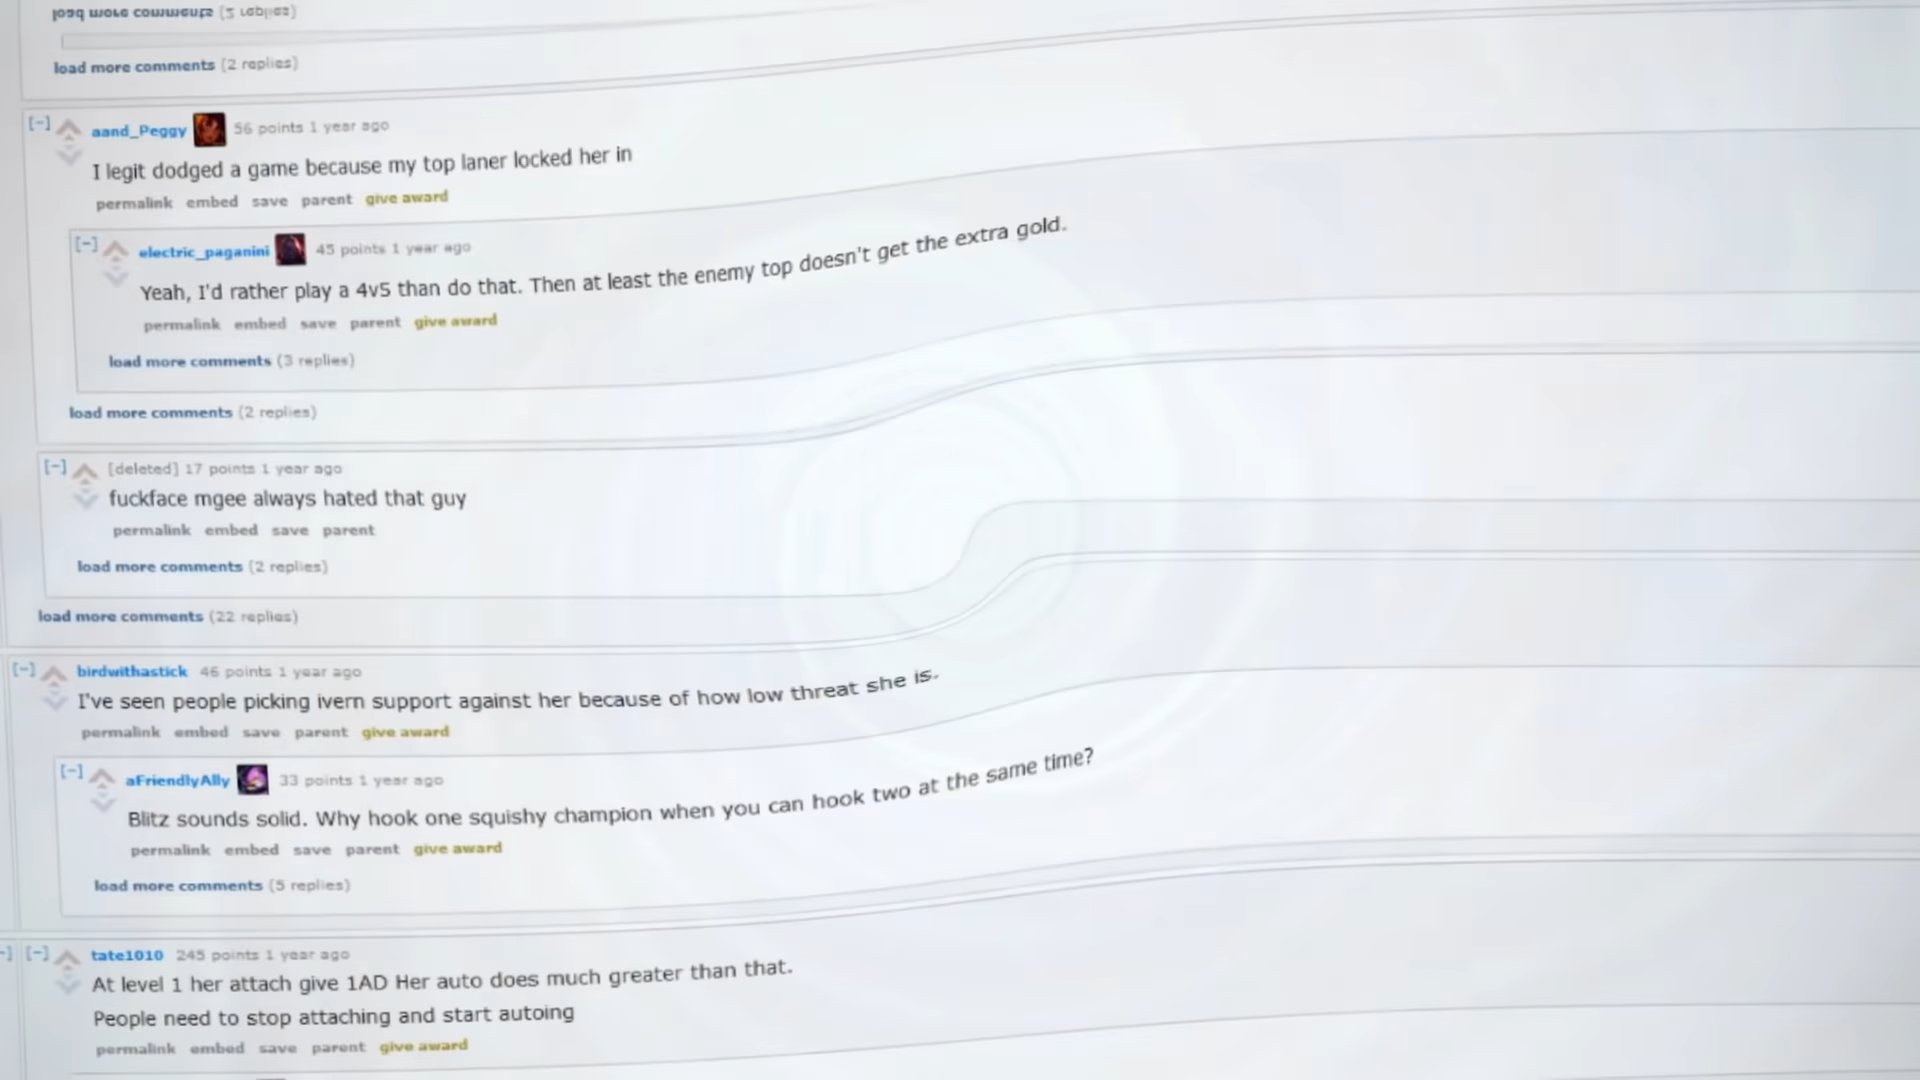 load more comments (2 replies)
[-] aand_Peggy 56 points 1 year ago
I legit dodged a game because my top laner locked her in
permalink embed save parent give award
[-] electric_paganini 45 points 1 year ago
Yeah, I'd rather play a 4v5 than do that. Then at least the enemy top doesn't get the extra gold.
permalink embed save parent give award
load more comments (3 replies)
load more comments (2 replies)
[-] [deleted] 17 points 1 year ago
fuckface mgee always hated that guy
permalink embed save parent
load more comments (2 replies)
load more comments (22 replies)
[-] birdwithastick 46 points 1 year ago
I've seen people picking ivern support against her because of how low threat she is.
permalink embed save parent give award
[-] aFriendlyAlly 33 points 1 year ago
Blitz sounds solid. Why hook one squishy champion when you can hook two at the same time?
permalink embed save parent give award
load more comments (5 replies)
[-] tate1010 245 points 1 year ago
At level 1 her attach give 1AD Her auto does much greater than that.
People need to stop attaching and start autoing
permalink embed save parent give award